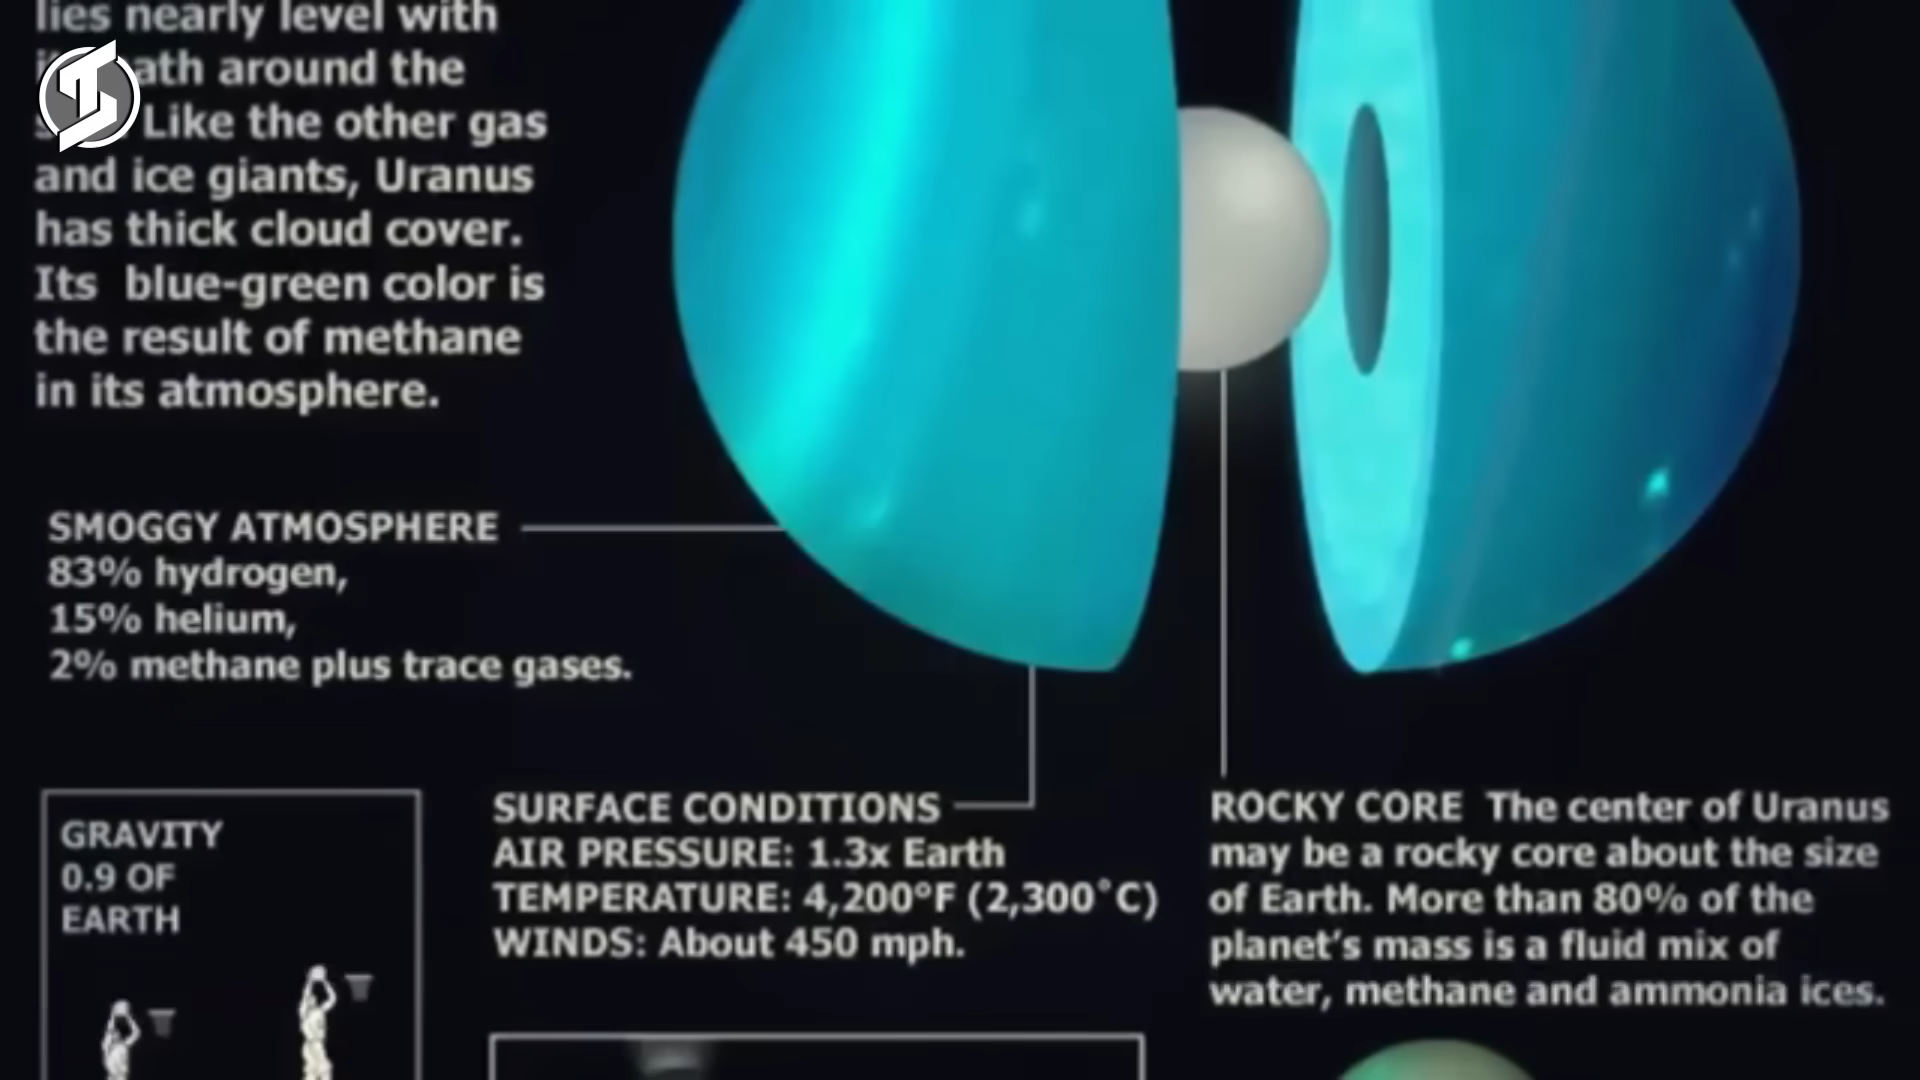 lies nearly level with
ath around the
Like the other gas
and ice giants, Uranus
has thick cloud cover.
Its blue-green color is
the result of methane
in its atmosphere.
SMOGGY ATMOSPHERE
83% hydrogen,
15% helium,
2% methane plus trace gases.
GRAVITY
0.9 OF
EARTH
SURFACE CONDITIONS
AIR PRESSURE: 1.3x Earth
TEMPERATURE: 4,200°F (2,300°C)
WINDS: About 450 mph.
ROCKY CORE The center of Uranus
may be a rocky core about the size
of Earth. More than 80% of the
planet's mass is a fluid mix of
water, methane and ammonia ices.